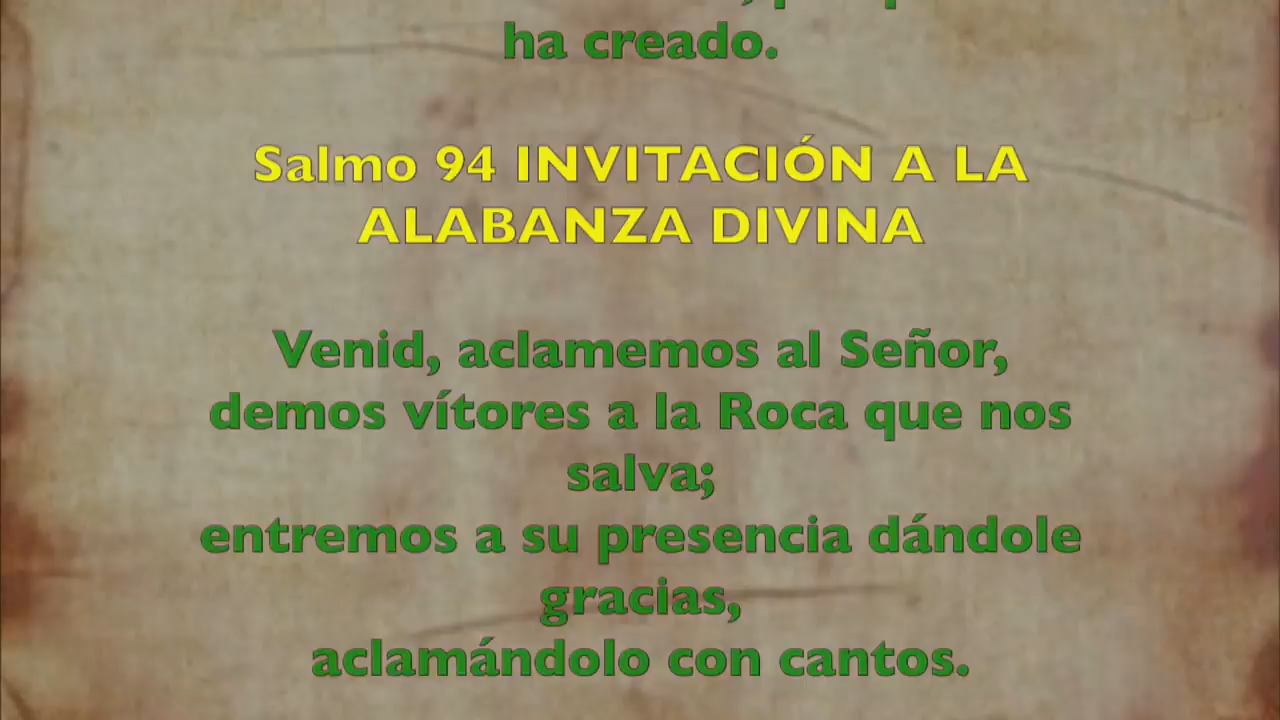 ha creado.
Salmo 94 INVITACIÓN A LA
ALABANZA DIVINA
Venid, aclamemos al Señor,
demos vítores a la Roca que nos
salva;
entremos a su presencia dándole
gracias,
aclamándolo con cantos.